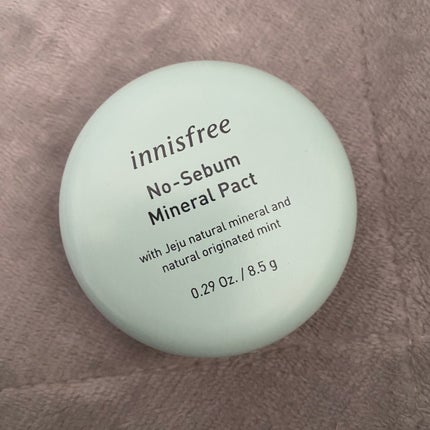 innisfree
No-Sebum
Mineral Pact
with Jeju natural mineral and
natural originated mint
0.29 Oz. / 8.5 g